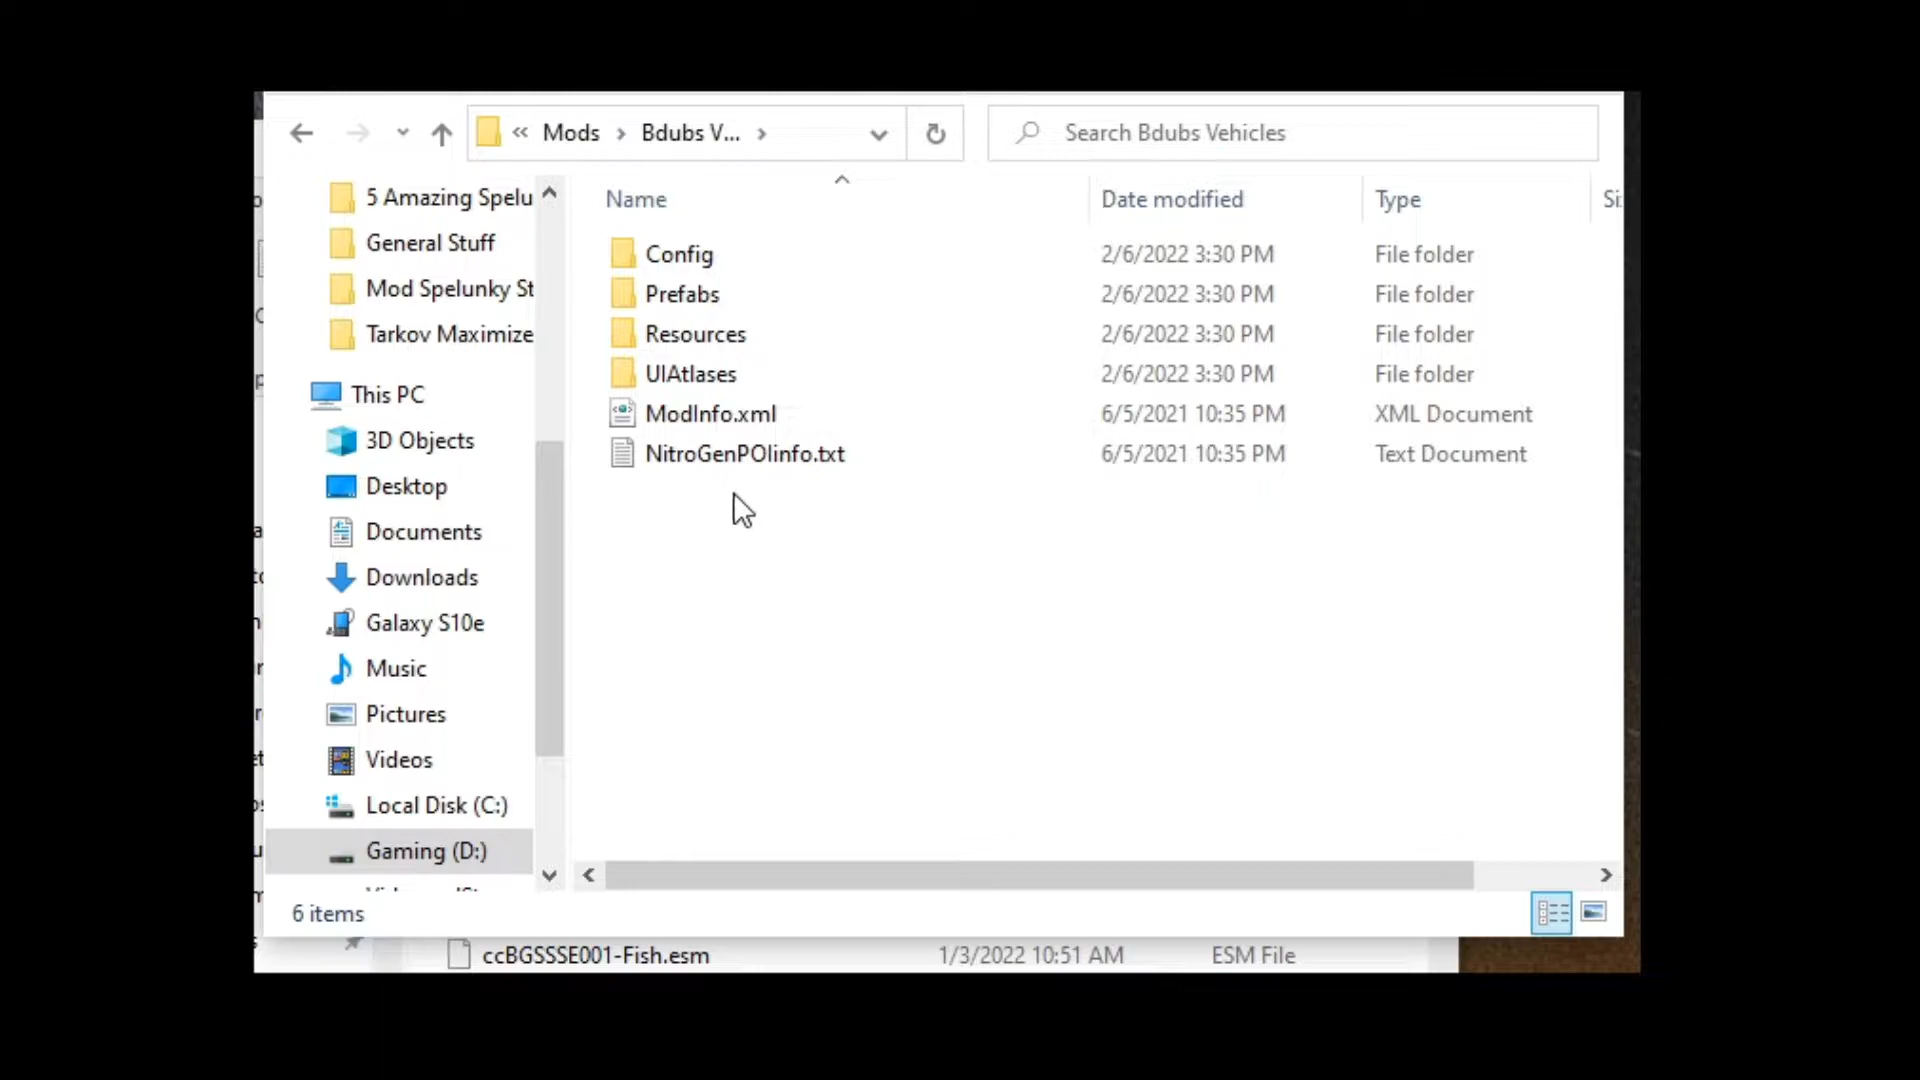 « Mods › Bdubs V... ›
Search Bdubs Vehicles
5 Amazing Spelu
General Stuff
Mod Spelunky St
Tarkov Maximize
This PC
3D Objects
Desktop
Documents
Downloads
Galaxy S10e
Music
Pictures
Videos
Local Disk (C:)
Gaming (D:)
Name Date modified Type Si
Config 2/6/2022 3:30 PM File folder
Prefabs 2/6/2022 3:30 PM File folder
Resources 2/6/2022 3:30 PM File folder
UIAtlases 2/6/2022 3:30 PM File folder
ModInfo.xml 6/5/2021 10:35 PM XML Document
NitroGenPOIinfo.txt 6/5/2021 10:35 PM Text Document
6 items
ccBGSSSE001-Fish.esm 1/3/2022 10:51 AM ESM File